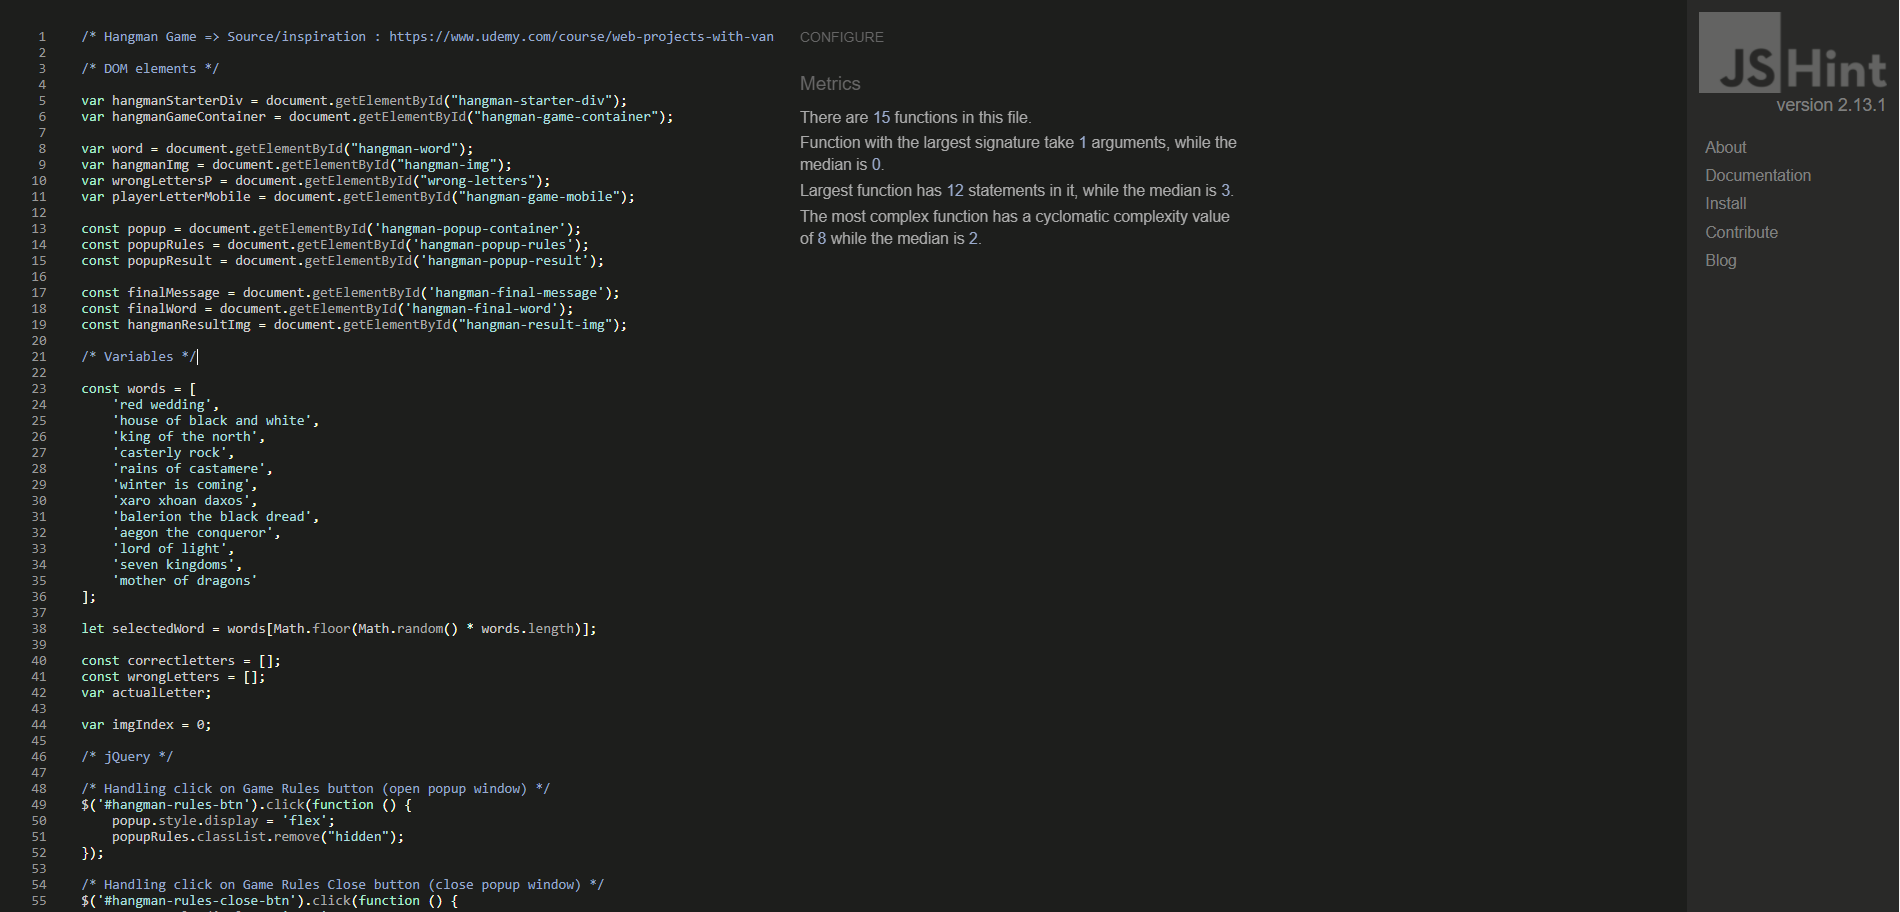 1 /* Hangman Game => Source/inspiration : https://www.udemy.com/course/web-projects-with-van
2
3 /* DOM elements */
4
5 var hangmanStarterDiv = document.getElementById("hangman-starter-div");
6 var hangmanGameContainer = document.getElementById("hangman-game-container");
7
8 var word = document.getElementById("hangman-word");
9 var hangmanImg = document.getElementById("hangman-img");
10 var wrongLettersP = document.getElementById("wrong-letters");
11 var playerLetterMobile = document.getElementById("hangman-game-mobile");
12
13 const popup = document.getElementById('hangman-popup-container');
14 const popupRules = document.getElementById('hangman-popup-rules');
15 const popupResult = document.getElementById('hangman-popup-result');
16
17 const finalMessage = document.getElementById('hangman-final-message');
18 const finalWord = document.getElementById('hangman-final-word');
19 const hangmanResultImg = document.getElementById("hangman-result-img");
20
21 /* Variables */
22
23 const words = [
24 'red wedding',
25 'house of black and white',
26 'king of the north',
27 'casterly rock',
28 'rains of castamere',
29 'winter is coming',
30 'xaro xhoan daxos',
31 'balerion the black dread',
32 'aegon the conqueror',
33 'lord of light',
34 'seven kingdoms',
35 'mother of dragons'
36 ];
37
38 let selectedWord = words[Math.floor(Math.random() * words.length)];
39
40 const correctletters = [];
41 const wrongLetters = [];
42 var actualLetter;
43
44 var imgIndex = 0;
45
46 /* jQuery */
47
48 /* Handling click on Game Rules button (open popup window) */
49 $('#hangman-rules-btn').click(function () {
50 popup.style.display = 'flex';
51 popupRules.classList.remove("hidden");
52 });
53
54 /* Handling click on Game Rules Close button (close popup window) */
55 $('#hangman-rules-close-btn').click(function () {
CONFIGURE
Metrics
There are 15 functions in this file.
Function with the largest signature take 1 arguments, while the
median is 0.
Largest function has 12 statements in it, while the median is 3.
The most complex function has a cyclomatic complexity value
of 8 while the median is 2.
JSHint
version 2.13.1
About
Documentation
Install
Contribute
Blog